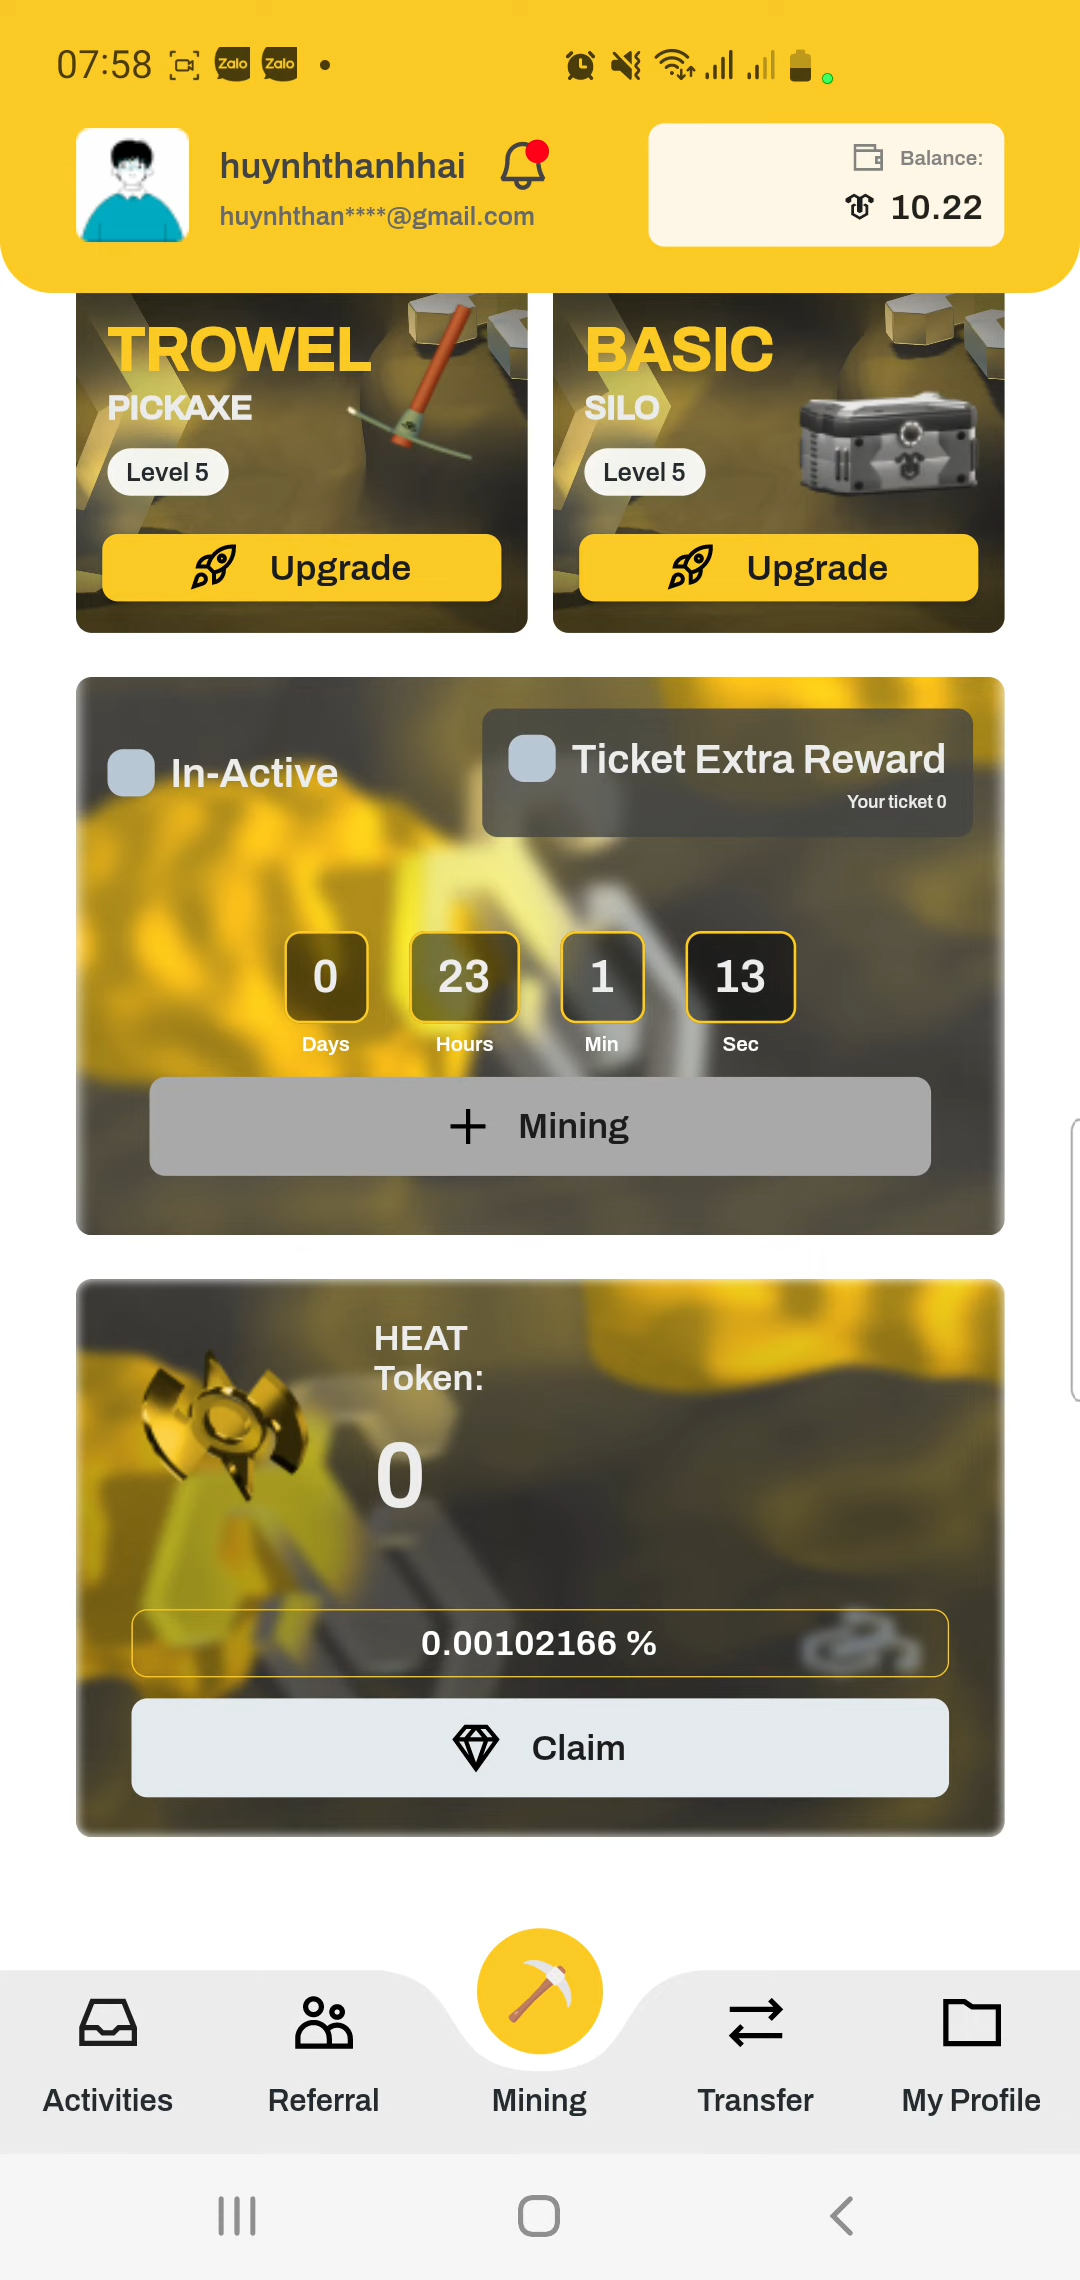 07:58
Zalo
Zalo
huynhthanhhai
huynhthan****@gmail.com
Balance:
10.22
TROWEL
PICKAXE
Level 5
Upgrade
BASIC
SILO
Level 5
Upgrade
In-Active
Ticket Extra Reward
Your ticket 0
0 23 1 13
Days Hours Min Sec
Mining
HEAT
Token:
0
0.00102166 %
Claim
Activities Referral Mining Transfer My Profile